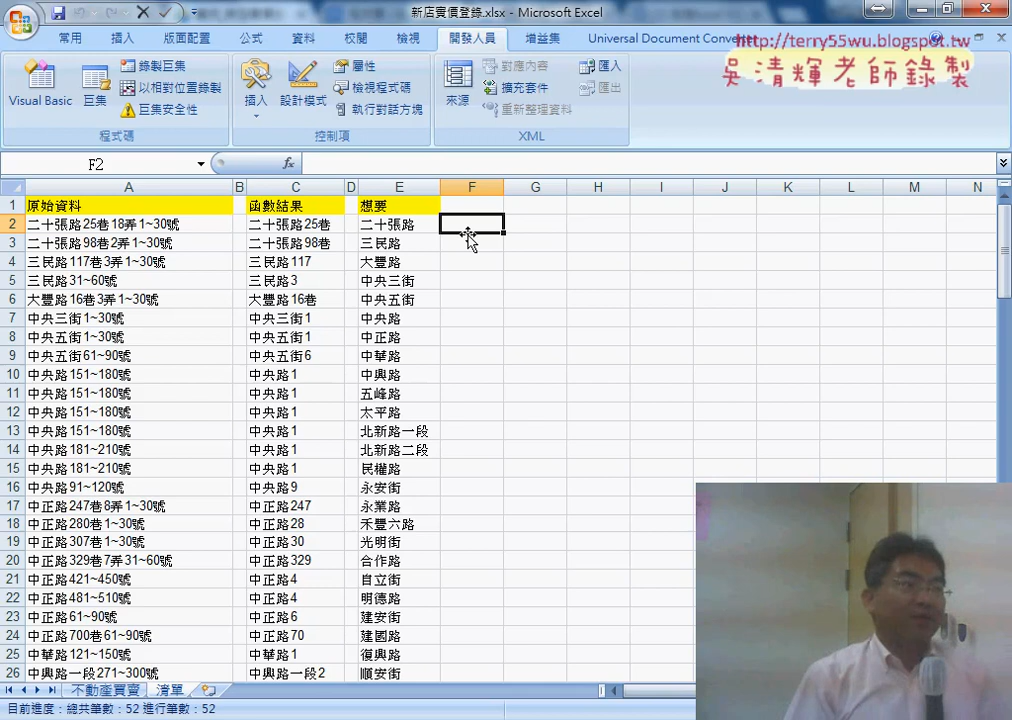 新店實價登錄.xlsx - Microsoft Excel
常用 插入 版面配置 公式 資料 校閱 檢視 開發人員 增益集 Universal Document Conve
http://terry55wu.blogspot.tw
吳清輝老師錄製
Visual Basic 巨集 錄製巨集 以相對位置錄製 巨集安全性 程式碼
插入 設計模式 屬性 檢視程式碼 執行對話方塊 控制項
來源 對應內容 擴充套件 重新整理資料 匯入 匯出 XML
F2 fx
A B C D E F G H I J K L M N
1 原始資料 函數結果 想要
2 二十張路25巷18弄1~30號 二十張路25巷 二十張路
3 二十張路98巷2弄1~30號 二十張路98巷 三民路
4 三民路117巷3弄1~30號 三民路117 大豐路
5 三民路31~60號 三民路3 中央三街
6 大豐路16巷3弄1~30號 大豐路16巷 中央五街
7 中央三街1~30號 中央三街1 中央路
8 中央五街1~30號 中央五街1 中正路
9 中央五街61~90號 中央五街6 中華路
10 中央路151~180號 中央路1 中興路
11 中央路151~180號 中央路1 五峰路
12 中央路151~180號 中央路1 太平路
13 中央路151~180號 中央路1 北新路一段
14 中央路181~210號 中央路1 北新路二段
15 中央路181~210號 中央路1 民權路
16 中央路91~120號 中央路9 永安街
17 中正路247巷8弄1~30號 中正路247 永業路
18 中正路280巷1~30號 中正路28 禾豐六路
19 中正路307巷1~30號 中正路30 光明街
20 中正路329巷7弄31~60號 中正路329 合作路
21 中正路421~450號 中正路4 自立街
22 中正路481~510號 中正路4 明德路
23 中正路61~90號 中正路6 建安街
24 中正路700巷61~90號 中正路70 建國路
25 中華路121~150號 中華路1 復興路
26 中興路一段271~300號 中興路一段2 順安街
不動產買賣 清單
目前進度：總共筆數：52 進行筆數：52